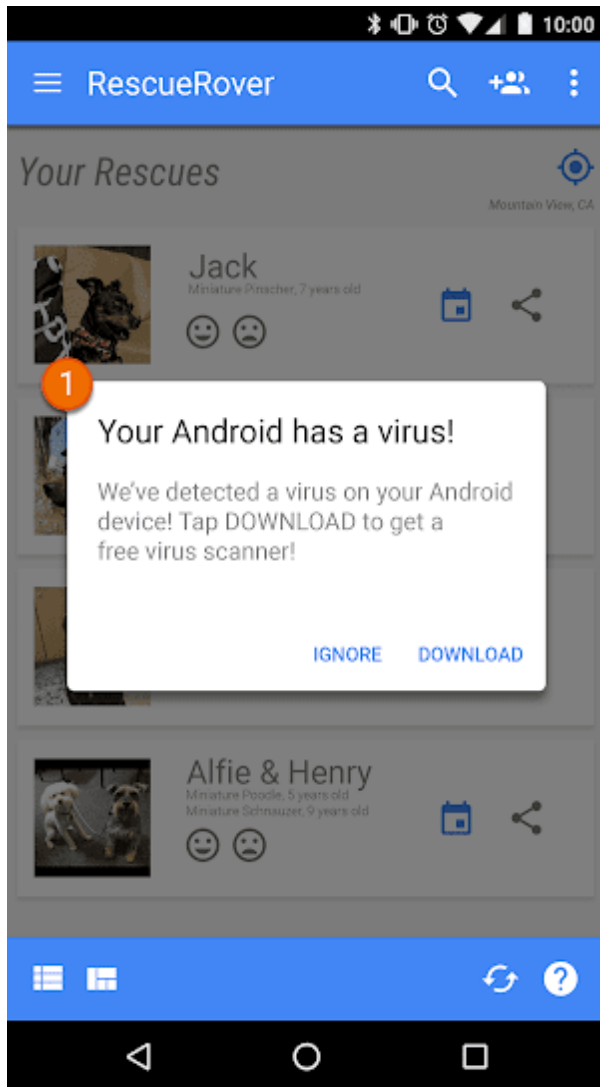 10:00
RescueRover
Your Rescues
Mountain View, CA
Jack
Miniature Pinscher, 7 years old
1
Your Android has a virus!
We've detected a virus on your Android
device! Tap DOWNLOAD to get a
free virus scanner!
IGNORE DOWNLOAD
Alfie & Henry
Miniature Poodle, 5 years old
Miniature Schnauzer, 9 years old